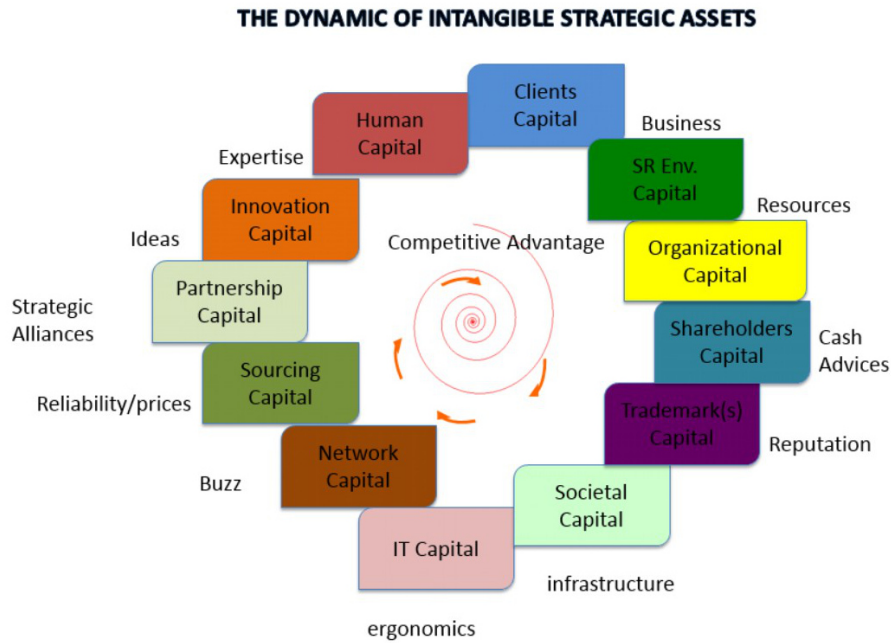 THE DYNAMIC OF INTANGIBLE STRATEGIC ASSETS
Clients
Capital
Business
SR Env.
Capital
Resources
Organizational
Capital
Shareholders
Capital
Cash
Advices
Trademark(s)
Capital
Reputation
Societal
Capital
infrastructure
IT Capital
ergonomics
Network
Capital
Buzz
Sourcing
Capital
Reliability/prices
Partnership
Capital
Strategic
Alliances
Innovation
Capital
Ideas
Human
Capital
Expertise
Competitive Advantage